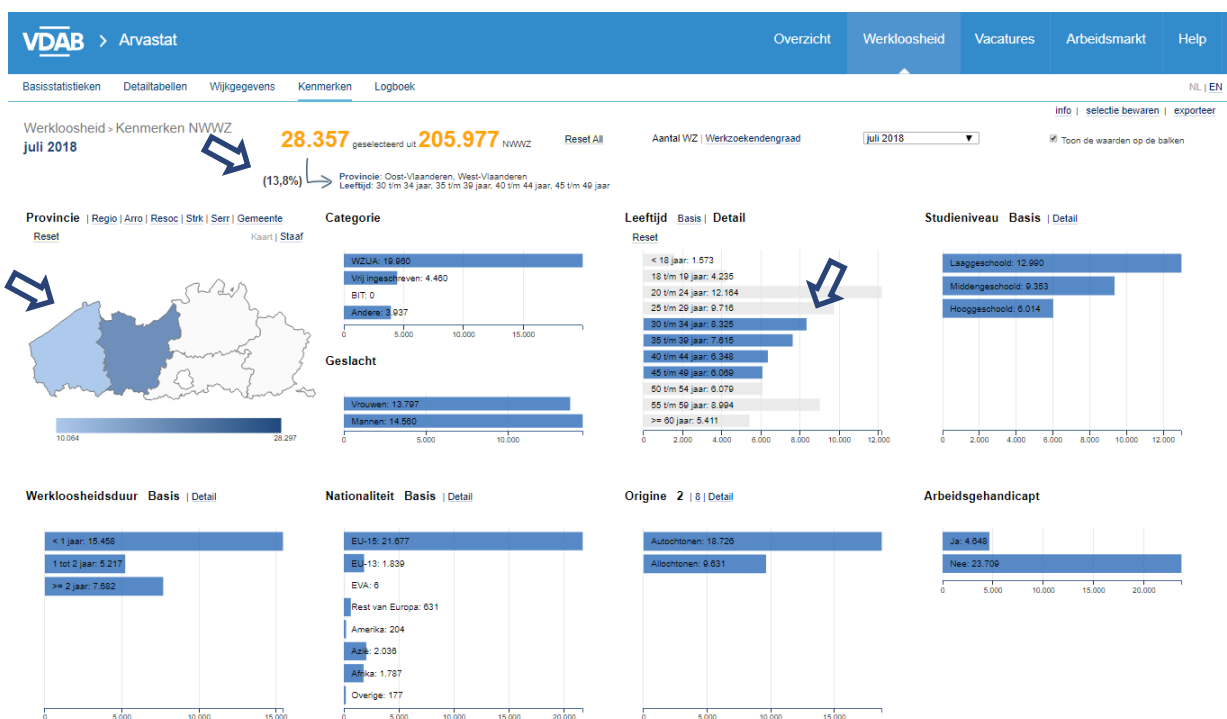 VDAB > Arvastat
Overzicht Werkloosheid Vacatures Arbeidsmarkt Help
Basisstatistieken Detailtabellen Wijkgegevens Kenmerken Logboek NL | EN
info | selectie bewaren | exporteer
Werkloosheid > Kenmerken NWWZ
juli 2018
28.357 geselecteerd uit 205.977 NWWZ Reset All
Aantal WZ | Werkzoekendengraad juli 2018 Toon de waarden op de balken
(13,8%)
Provincie: Oost-Vlaanderen, West-Vlaanderen
Leeftijd: 30 t/m 34 jaar, 35 t/m 39 jaar, 40 t/m 44 jaar, 45 t/m 49 jaar
Provincie | Regio | Arro | Resoc | Strk | Serr | Gemeente
Reset Kaart | Staaf
10.064 28.297
Categorie
WZUA: 19.960
Vrij ingeschreven: 4.460
BIT: 0
Andere: 3.937
0 5.000 10.000 15.000
Geslacht
Vrouwen: 13.797
Mannen: 14.560
0 5.000 10.000
Leeftijd Basis | Detail
Reset
< 18 jaar: 1.573
18 t/m 19 jaar: 4.235
20 t/m 24 jaar: 12.164
25 t/m 29 jaar: 9.716
30 t/m 34 jaar: 8.325
35 t/m 39 jaar: 7.615
40 t/m 44 jaar: 6.348
45 t/m 49 jaar: 6.069
50 t/m 54 jaar: 6.079
55 t/m 59 jaar: 8.994
>= 60 jaar: 5.411
0 2.000 4.000 6.000 8.000 10.000 12.000
Studieniveau Basis | Detail
Laaggeschoold: 12.990
Middengeschoold: 9.353
Hooggeschoold: 6.014
0 2.000 4.000 6.000 8.000 10.000 12.000
Werkloosheidsduur Basis | Detail
< 1 jaar: 15.458
1 tot 2 jaar: 5.217
>= 2 jaar: 7.682
0 5.000 10.000 15.000
Nationaliteit Basis | Detail
EU-15: 21.677
EU-13: 1.839
EVA: 6
Rest van Europa: 631
Amerika: 204
Azië: 2.036
Afrika: 1.787
Overige: 177
0 5.000 10.000 15.000 20.000
Origine 2 | 8 | Detail
Autochtonen: 18.726
Allochtonen: 9.631
0 5.000 10.000 15.000
Arbeidsgehandicapt
Ja: 4.648
Nee: 23.709
0 5.000 10.000 15.000 20.000